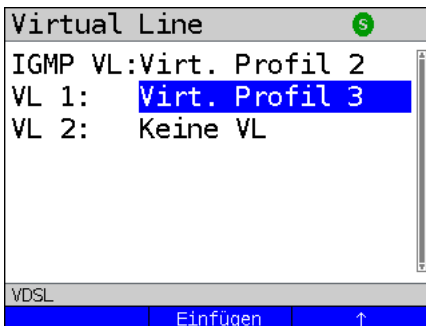 Virtual Line S
IGMP VL:Virt. Profil 2
VL 1: Virt. Profil 3
VL 2: Keine VL
VDSL
Einfügen ↑